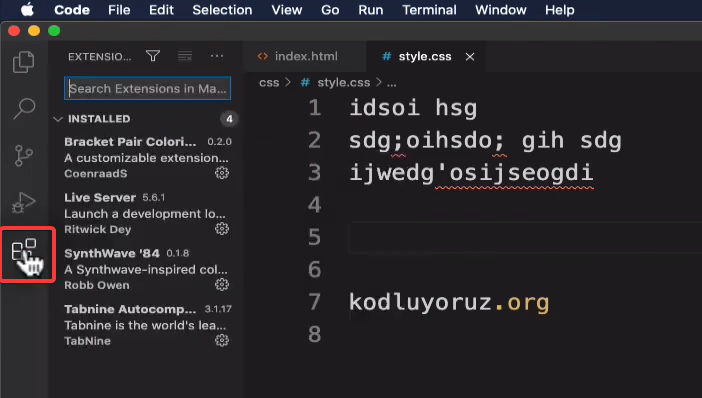 Code File Edit Selection View Go Run Terminal Window Help
EXTENSIO... ...
index.html
# style.css
css > # style.css > ...
Search Extensions in Ma...
INSTALLED 4
Bracket Pair Colori... 0.2.0
A customizable extension...
CoenraadS
Live Server 5.6.1
Launch a development lo...
Ritwick Dey
SynthWave '84 0.1.8
A Synthwave-inspired col...
Robb Owen
Tabnine Autocomp... 3.1.17
Tabnine is the world's lea...
TabNine
1 idsoi hsg
2 sdg;oihsdo; gih sdg
3 ijwedg'osijseogdi
4
5
6
7 kodluyoruz.org
8